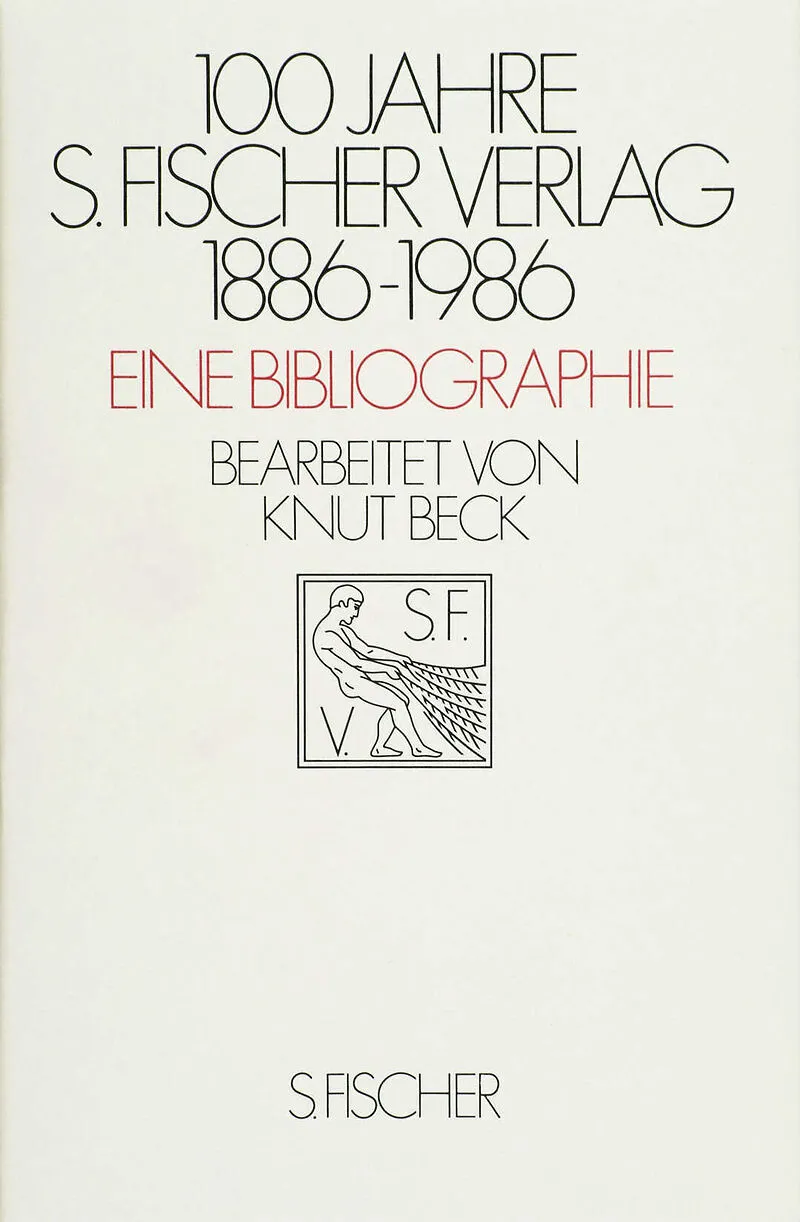 100 JAHRE
S. FISCHER VERLAG
1886-1986
EINE BIBLIOGRAPHIE
BEARBEITET VON
KNUT BECK
S. F.
V.
S. FISCHER